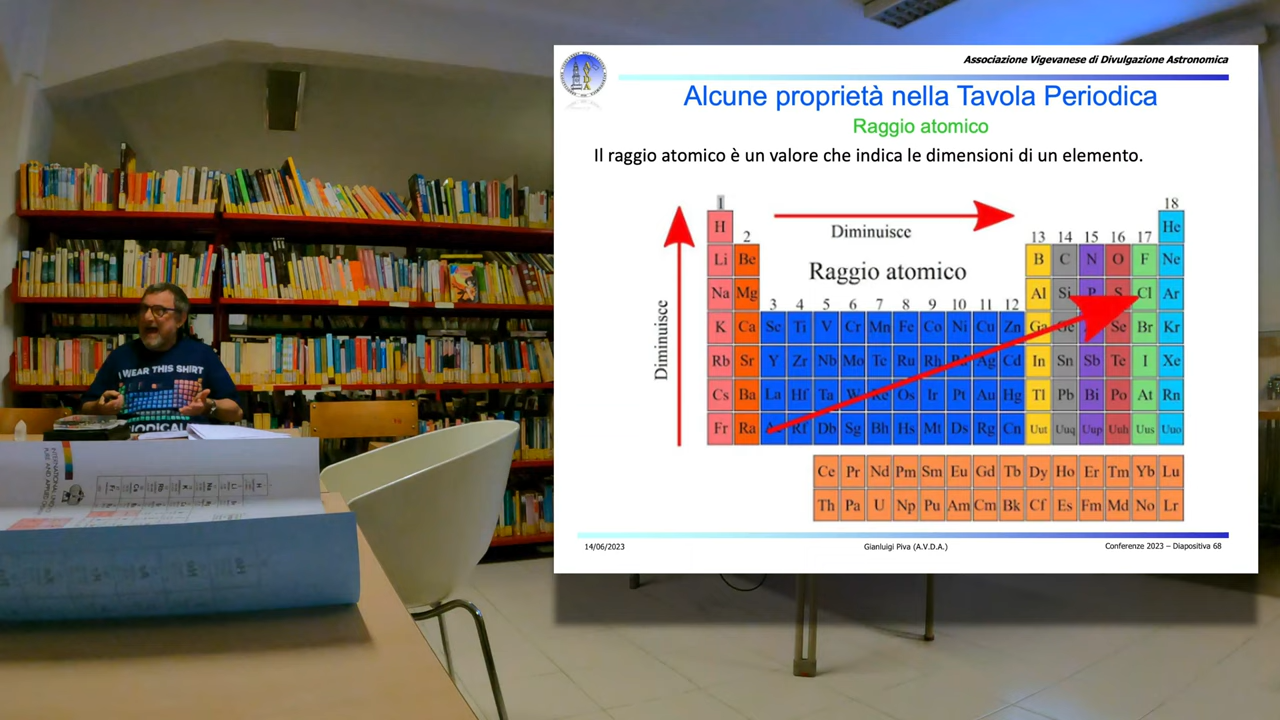 Associazione Vigevanese di Divulgazione Astronomica
Alcune proprietà nella Tavola Periodica
Raggio atomico
Il raggio atomico è un valore che indica le dimensioni di un elemento.
1 18
H Diminuisce He
2 13 14 15 16 17
Li Be B C N O F Ne
Raggio atomico
Na Mg Al Si P S Cl Ar
3 4 5 6 7 8 9 10 11 12
Diminuisce
K Ca Sc Ti V Cr Mn Fe Co Ni Cu Zn Ga Ge Se Br Kr
Rb Sr Y Zr Nb Mo Tc Ru Rh Pd Ag Cd In Sn Sb Te I Xe
Cs Ba La Hf Ta W Re Os Ir Pt Au Hg Tl Pb Bi Po At Rn
Fr Ra Rf Db Sg Bh Hs Mt Ds Rg Cn Uut Uuq Uup Uuh Uus Uuo
Ce Pr Nd Pm Sm Eu Gd Tb Dy Ho Er Tm Yb Lu
Th Pa U Np Pu Am Cm Bk Cf Es Fm Md No Lr
14/06/2023 Gianluigi Piva (A.V.D.A.) Conferenze 2023 – Diapositiva 68
I WEAR THIS SHIRT